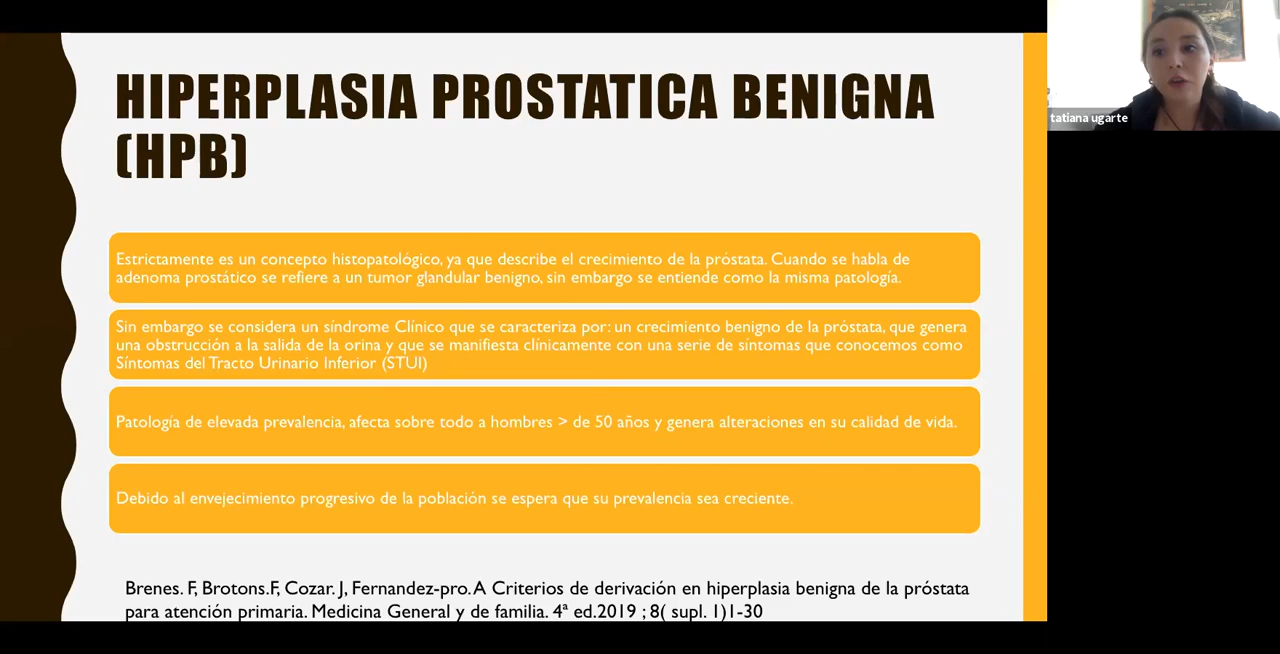 HIPERPLASIA PROSTATICA BENIGNA
(HPB)
Estrictamente es un concepto histopatológico, ya que describe el crecimiento de la próstata. Cuando se habla de
adenoma prostático se refiere a un tumor glandular benigno, sin embargo se entiende como la misma patología.
Sin embargo se considera un síndrome Clínico que se caracteriza por: un crecimiento benigno de la próstata, que genera
una obstrucción a la salida de la orina y que se manifiesta clínicamente con una serie de síntomas que conocemos como
Síntomas del Tracto Urinario Inferior (STUI)
Patología de elevada prevalencia, afecta sobre todo a hombres > de 50 años y genera alteraciones en su calidad de vida.
Debido al envejecimiento progresivo de la población se espera que su prevalencia sea creciente.
Brenes. F, Brotons.F, Cozar. J, Fernandez-pro. A Criterios de derivación en hiperplasia benigna de la próstata
para atención primaria. Medicina General y de familia. 4ª ed.2019 ; 8( supl. 1)1-30
tatiana ugarte